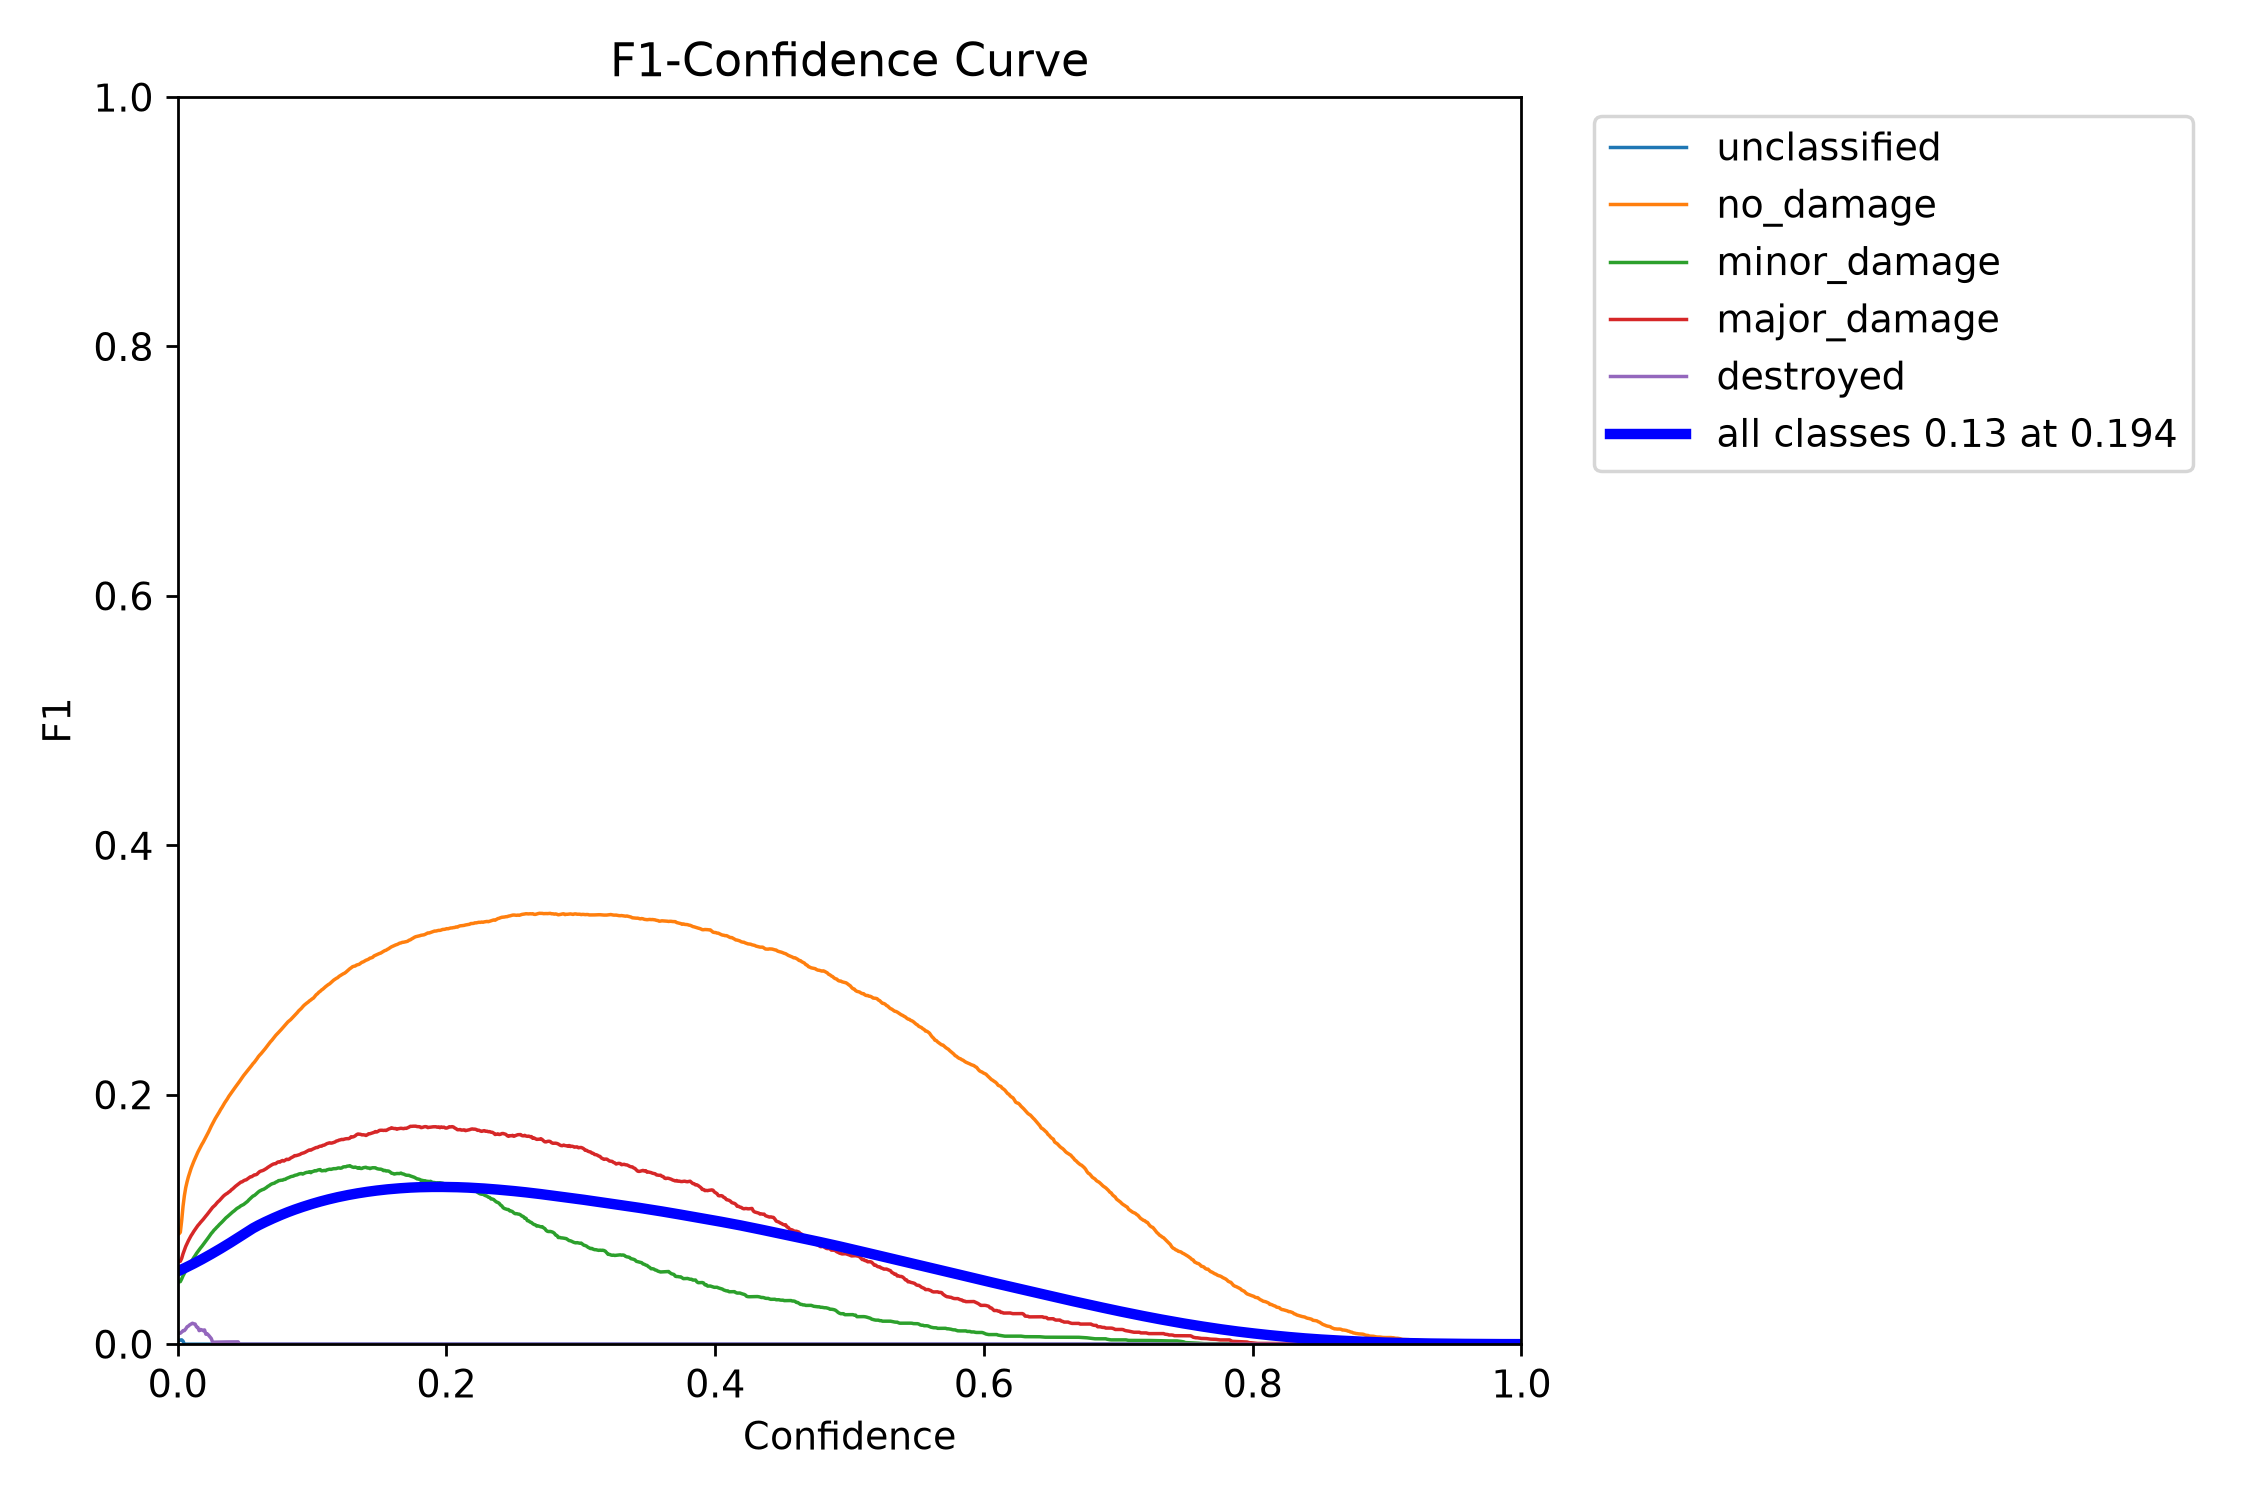 F1-Confidence Curve
1.0
0.8
0.6
0.4
0.2
0.0
F1
0.0 0.2 0.4 0.6 0.8 1.0
Confidence
unclassified
no_damage
minor_damage
major_damage
destroyed
all classes 0.13 at 0.194